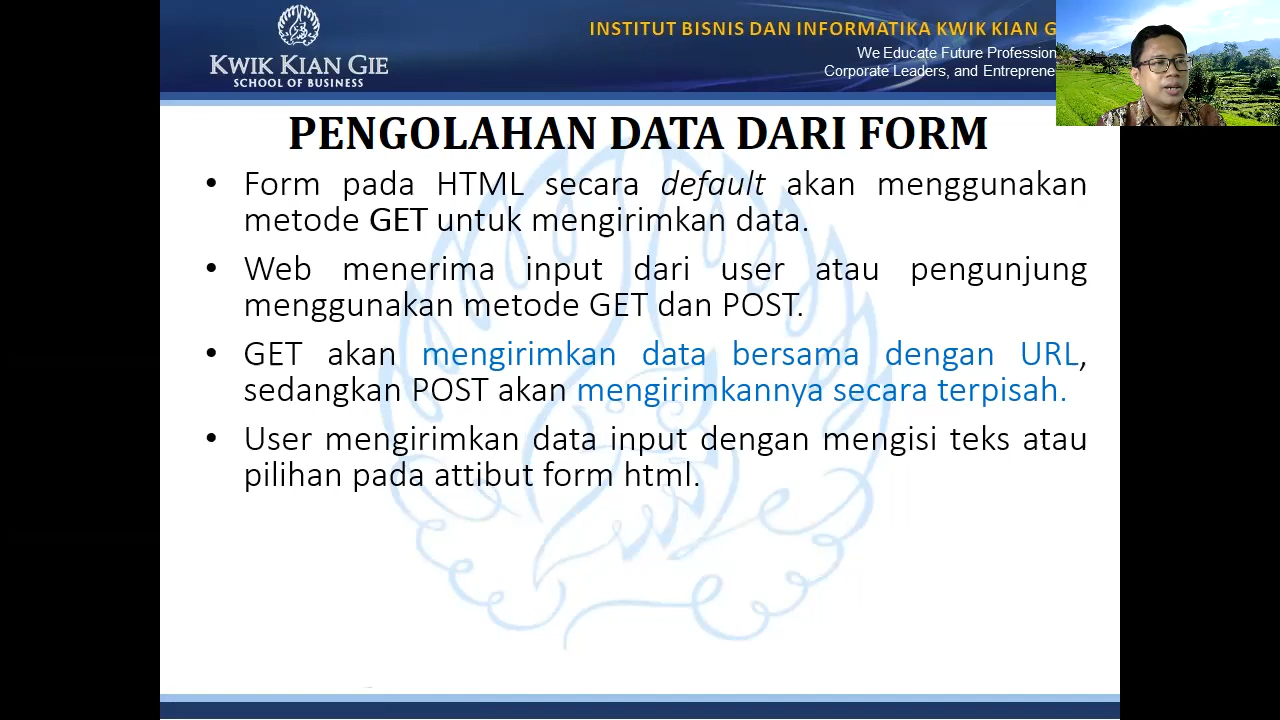 KWIK KIAN GIE
SCHOOL OF BUSINESS
INSTITUT BISNIS DAN INFORMATIKA KWIK KIAN G
We Educate Future Profession
Corporate Leaders, and Entreprene
PENGOLAHAN DATA DARI FORM
• Form pada HTML secara default akan menggunakan
metode GET untuk mengirimkan data.
• Web menerima input dari user atau pengunjung
menggunakan metode GET dan POST.
• GET akan mengirimkan data bersama dengan URL,
sedangkan POST akan mengirimkannya secara terpisah.
• User mengirimkan data input dengan mengisi teks atau
pilihan pada attibut form html.